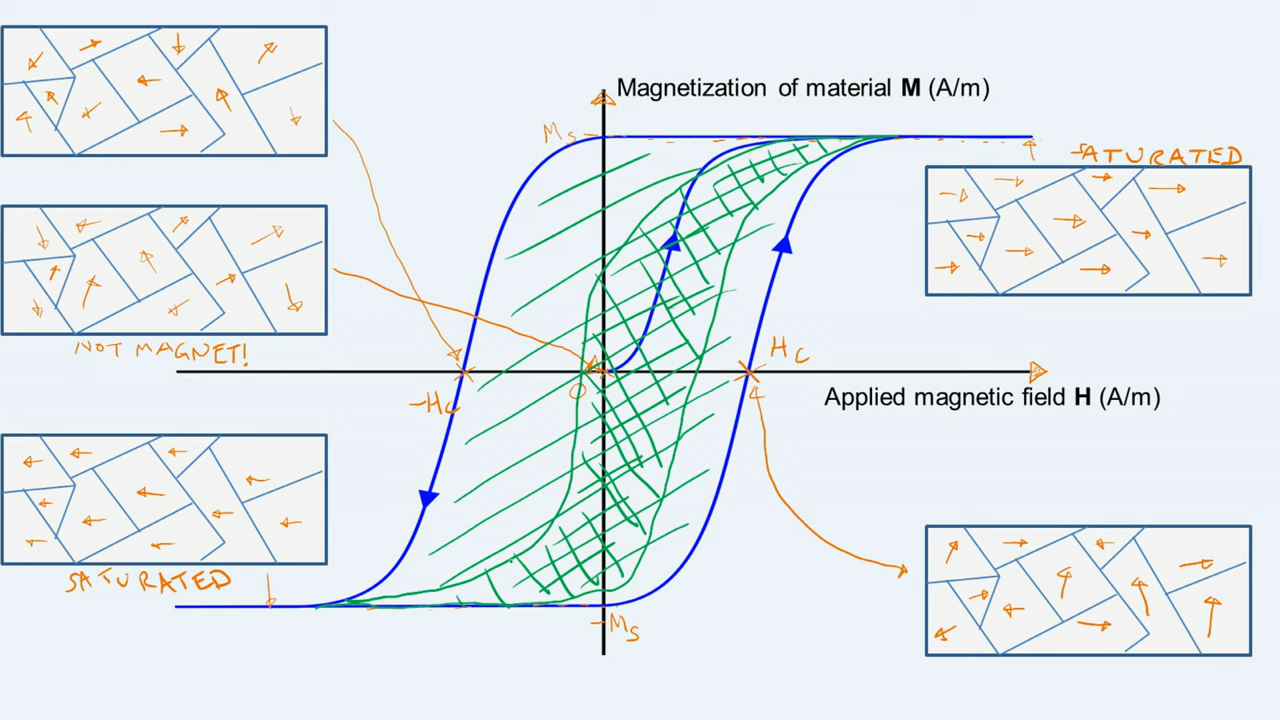 Magnetization of material M (A/m)
Ms
SATURATED
NOT MAGNET!
Hc
0
-Hc
Applied magnetic field H (A/m)
SATURATED
-Ms